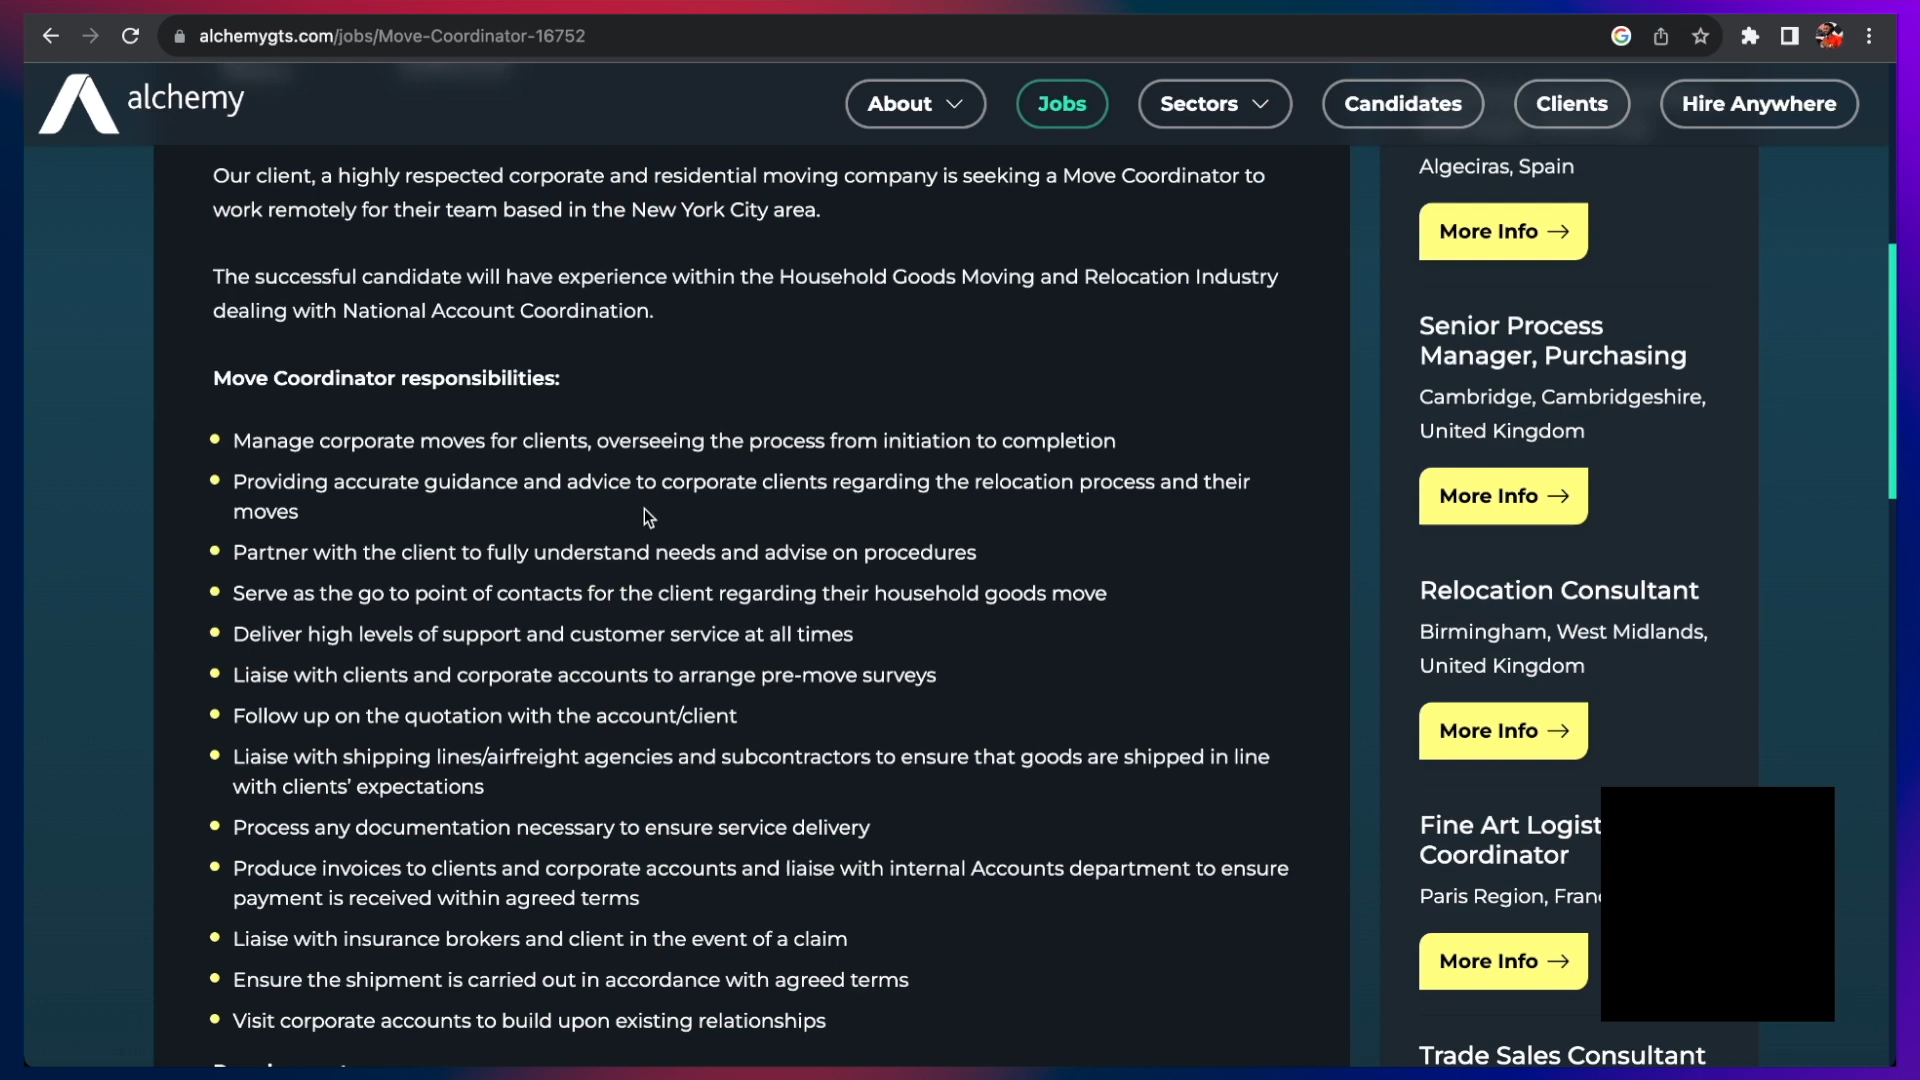 alchemygts.com/jobs/Move-Coordinator-16752
alchemy
About
Jobs
Sectors
Candidates
Clients
Hire Anywhere
Our client, a highly respected corporate and residential moving company is seeking a Move Coordinator to
work remotely for their team based in the New York City area.
The successful candidate will have experience within the Household Goods Moving and Relocation Industry
dealing with National Account Coordination.
Move Coordinator responsibilities:
Manage corporate moves for clients, overseeing the process from initiation to completion
Providing accurate guidance and advice to corporate clients regarding the relocation process and their
moves
Partner with the client to fully understand needs and advise on procedures
Serve as the go to point of contacts for the client regarding their household goods move
Deliver high levels of support and customer service at all times
Liaise with clients and corporate accounts to arrange pre-move surveys
Follow up on the quotation with the account/client
Liaise with shipping lines/airfreight agencies and subcontractors to ensure that goods are shipped in line
with clients’ expectations
Process any documentation necessary to ensure service delivery
Produce invoices to clients and corporate accounts and liaise with internal Accounts department to ensure
payment is received within agreed terms
Liaise with insurance brokers and client in the event of a claim
Ensure the shipment is carried out in accordance with agreed terms
Visit corporate accounts to build upon existing relationships
Algeciras, Spain
More Info →
Senior Process
Manager, Purchasing
Cambridge, Cambridgeshire,
United Kingdom
More Info →
Relocation Consultant
Birmingham, West Midlands,
United Kingdom
More Info →
Fine Art Logist
Coordinator
Paris Region, Fran
More Info →
Trade Sales Consultant